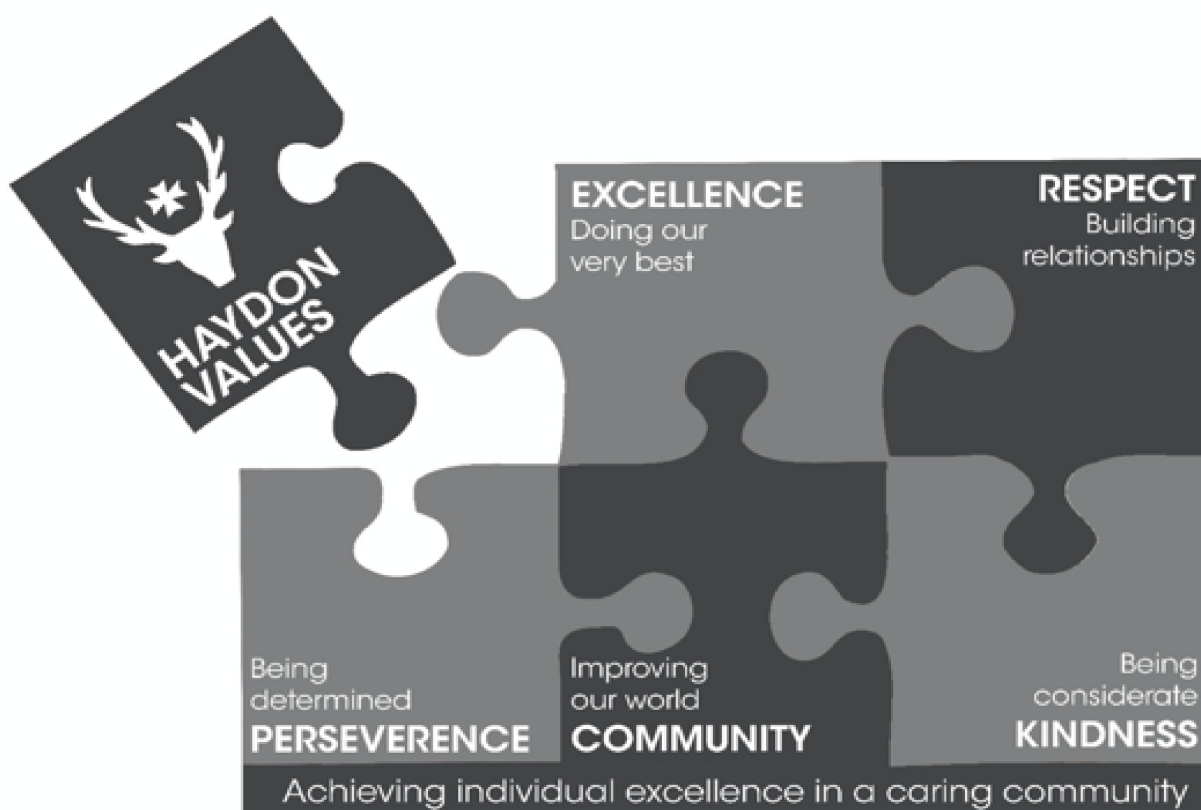 HAYDON
VALUES
EXCELLENCE
Doing our
very best
RESPECT
Building
relationships
Being
determined
PERSEVERENCE
Improving
our world
COMMUNITY
Being
considerate
KINDNESS
Achieving individual excellence in a caring community